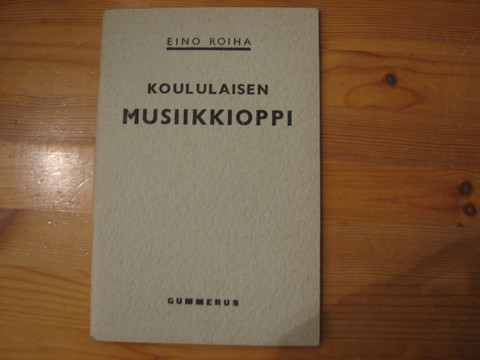 EINO ROIHA
KOULULAISEN
MUSIIKKIOPPI
GUMMERUS